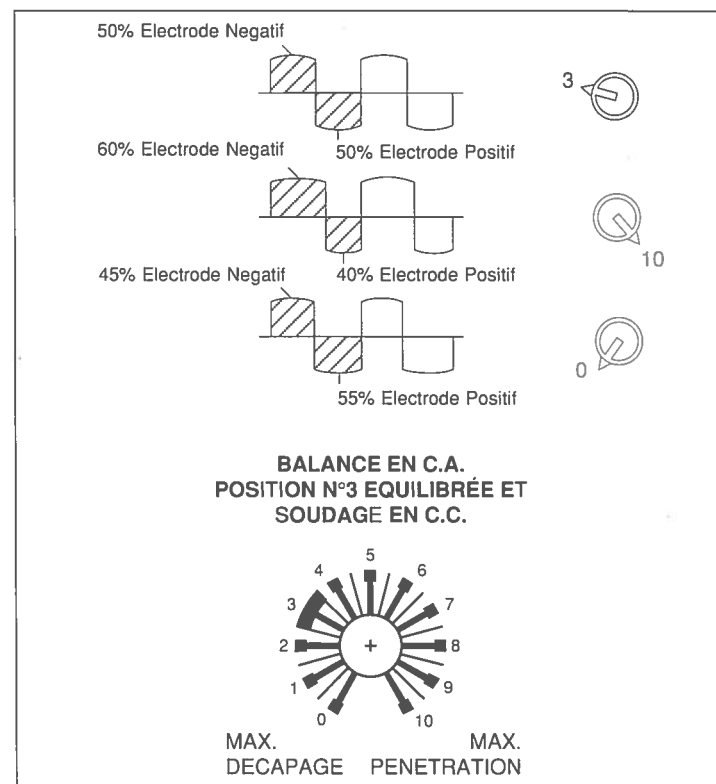 50% Electrode Negatif
3
60% Electrode Negatif
50% Electrode Positif
10
45% Electrode Negatif
40% Electrode Positif
0
55% Electrode Positif
BALANCE EN C.A.
POSITION N°3 EQUILIBRÉE ET
SOUDAGE EN C.C.
5
4 6
3 7
2 8
1 9
0 10
MAX. MAX.
DECAPAGE PENETRATION